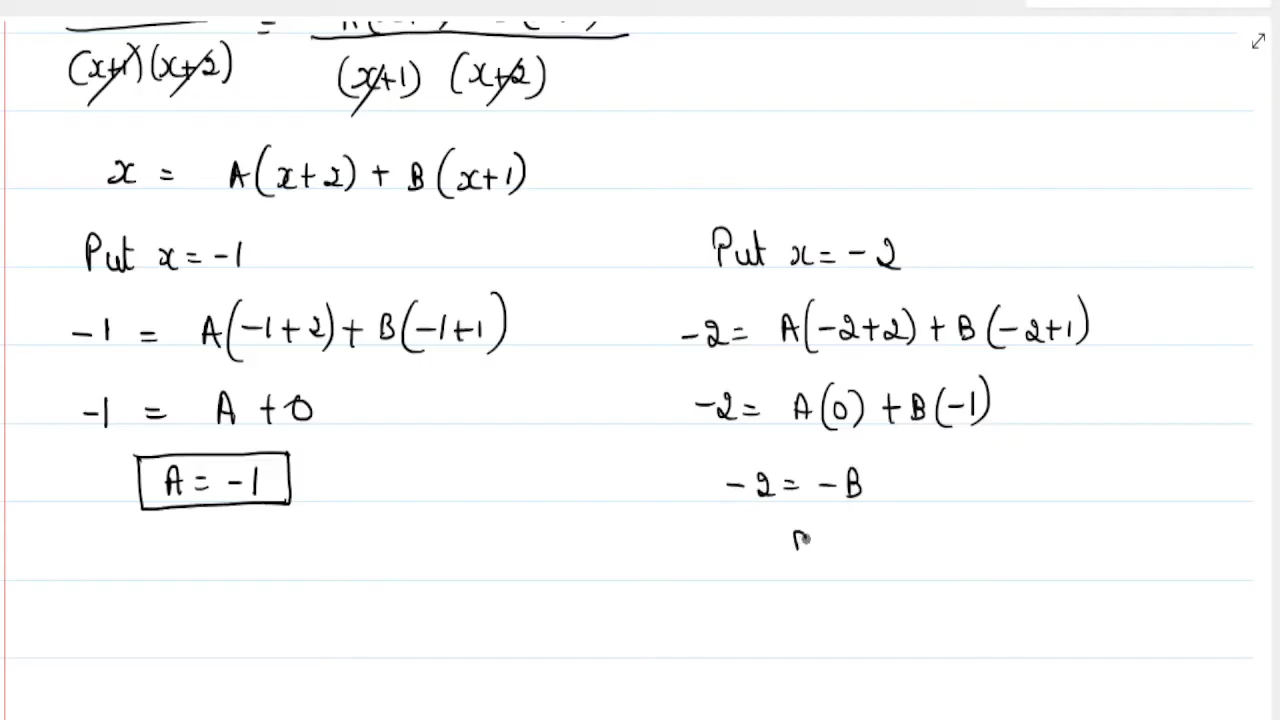 =
(x+1)(x+2) (x+1) (x+2)
x = A(x+2) + B(x+1)
Put x = -1
-1 = A(-1+2) + B(-1+1)
-1 = A + 0
A = -1
Put x = -2
-2 = A(-2+2) + B(-2+1)
-2 = A(0) + B(-1)
-2 = -B